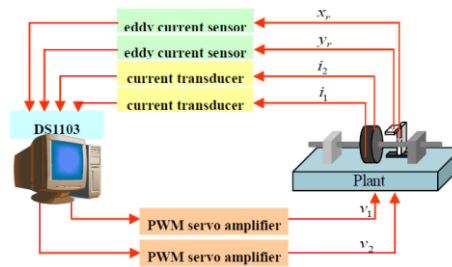 eddy current sensor
x_r
eddy current sensor
y_r
current transducer
i_2
current transducer
i_1
DS1103
Plant
PWM servo amplifier
v_1
PWM servo amplifier
v_2